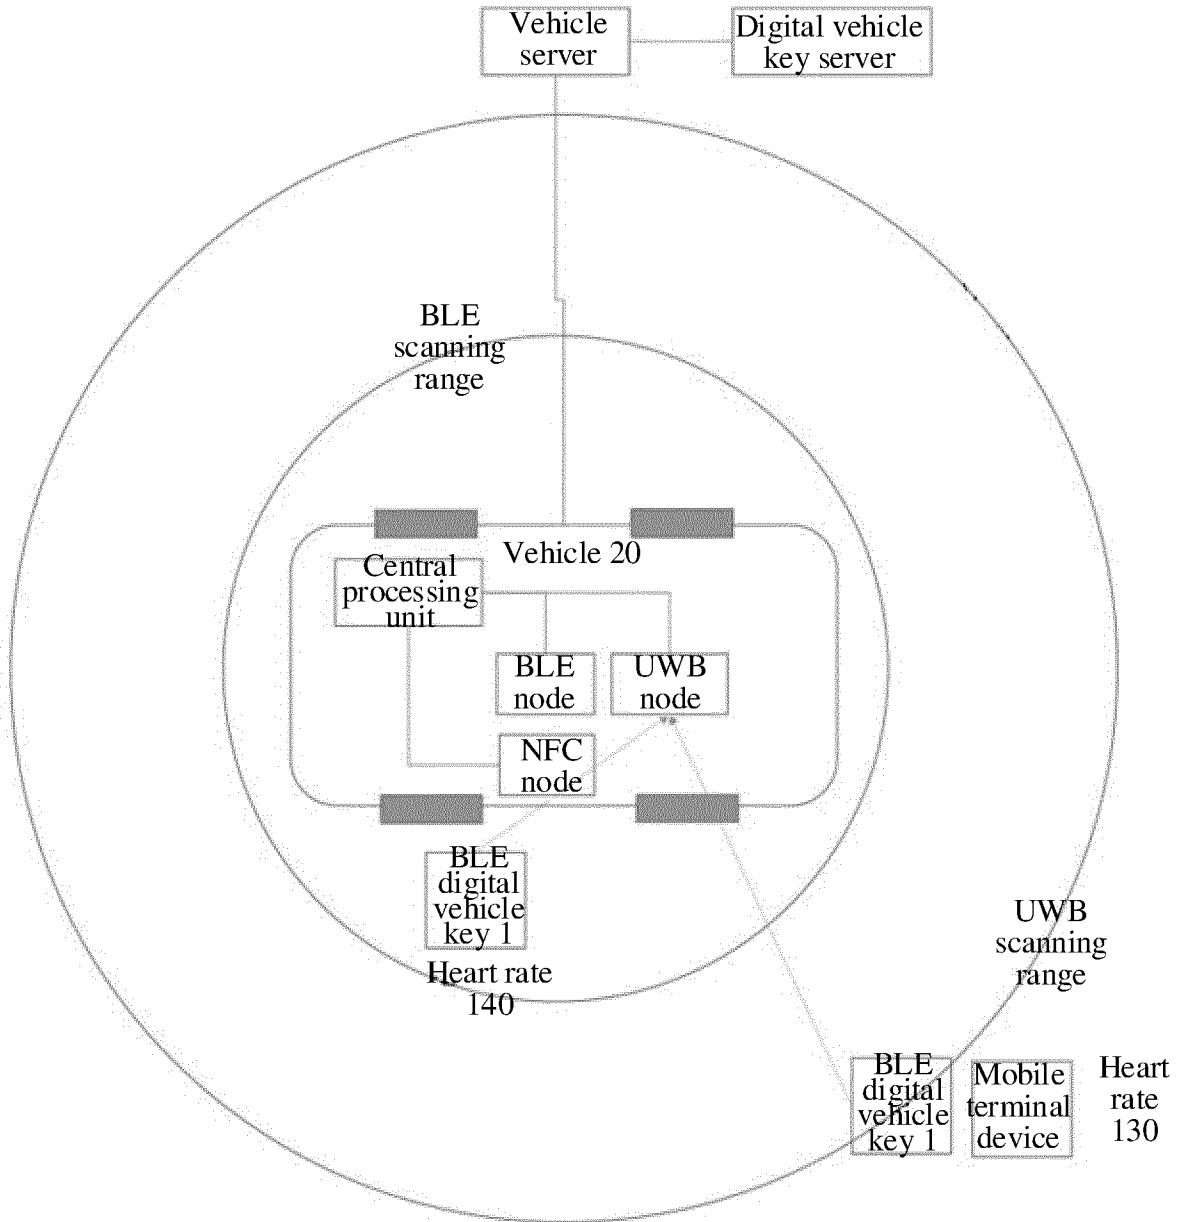 Vehicle
server
Digital vehicle
key server
BLE
scanning
range
Vehicle 20
Central
processing
unit
BLE
node
UWB
node
NFC
node
BLE
digital
vehicle
key 1
Heart rate
140
UWB
scanning
range
BLE
digital
vehicle
key 1
Mobile
terminal
device
Heart
rate
130